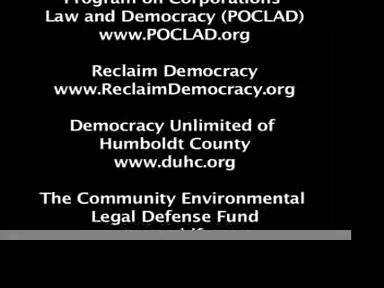 Program on Corporations
Law and Democracy (POCLAD)
www.POCLAD.org
Reclaim Democracy
www.ReclaimDemocracy.org
Democracy Unlimited of
Humboldt County
www.duhc.org
The Community Environmental
Legal Defense Fund